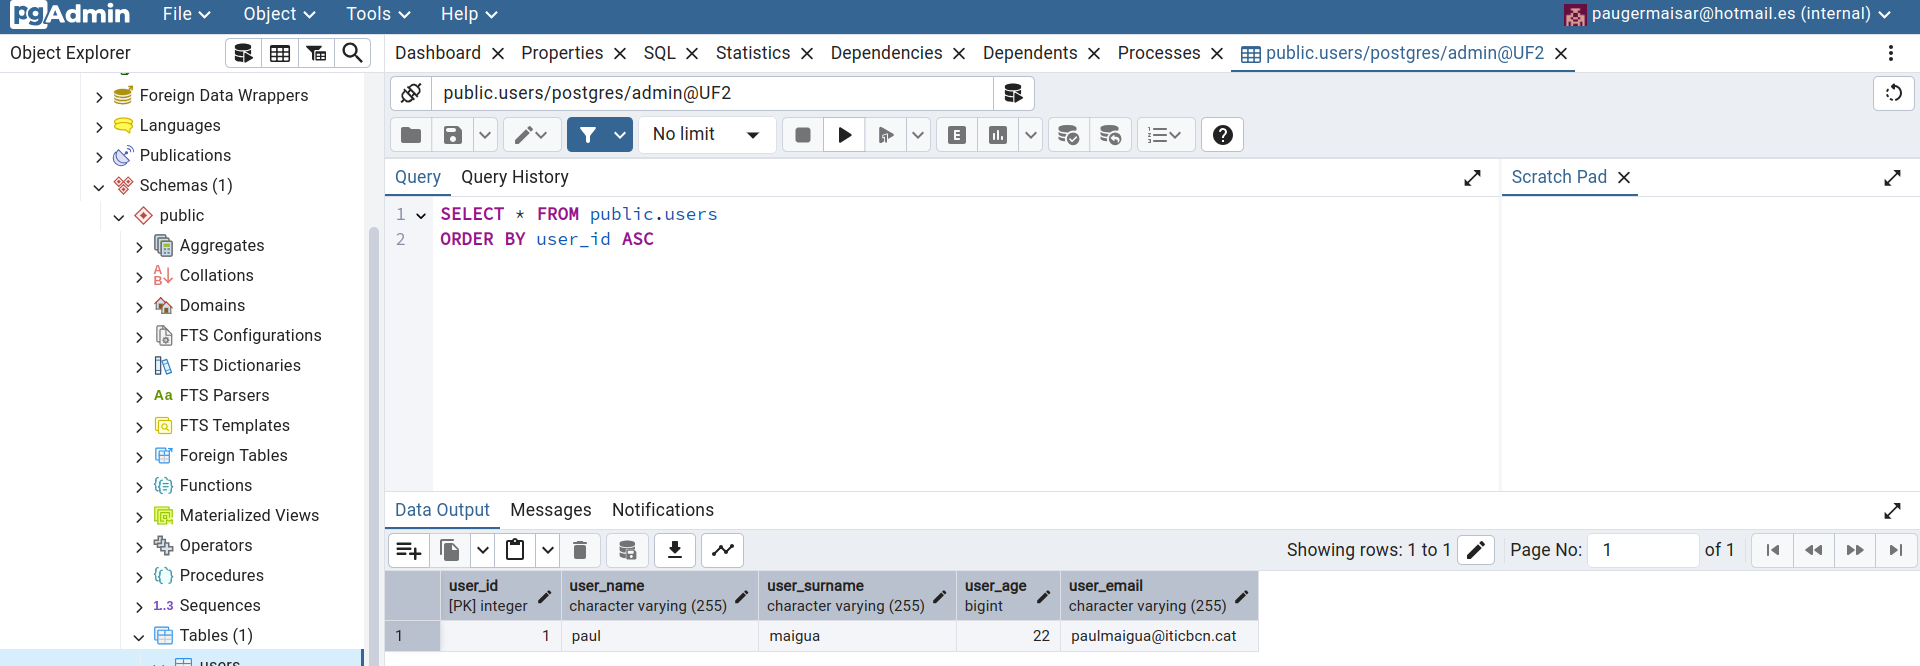 pgAdmin File Object Tools Help paugermaisar@hotmail.es (internal)
Object Explorer
Dashboard Properties SQL Statistics Dependencies Dependents Processes public.users/postgres/admin@UF2
public.users/postgres/admin@UF2
No limit
E
Query Query History
Scratch Pad
1 SELECT * FROM public.users
2 ORDER BY user_id ASC
Foreign Data Wrappers
Languages
Publications
Schemas (1)
public
Aggregates
Collations
Domains
FTS Configurations
FTS Dictionaries
Aa FTS Parsers
FTS Templates
Foreign Tables
Functions
Materialized Views
Operators
Procedures
1..3 Sequences
Tables (1)
users
Data Output Messages Notifications
Showing rows: 1 to 1 Page No: 1 of 1
user_id user_name user_surname user_age user_email
[PK] integer character varying (255) character varying (255) bigint character varying (255)
1 1 paul maigua 22 paulmaigua@iticbcn.cat